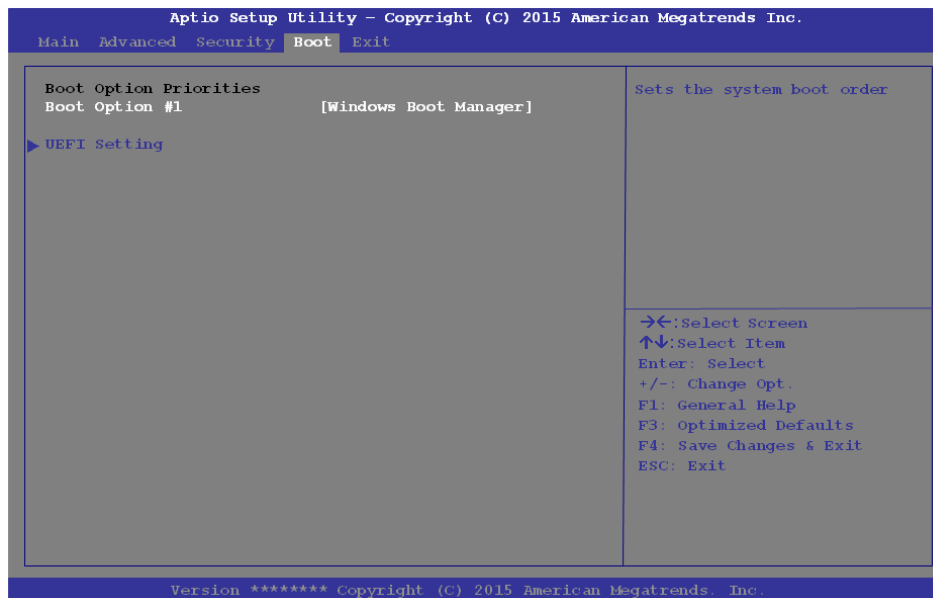 Aptio Setup Utility – Copyright (C) 2015 American Megatrends Inc.
Main Advanced Security Boot Exit
Boot Option Priorities
Boot Option #1 [Windows Boot Manager]
▶ UEFI Setting
Sets the system boot order
→←:Select Screen
↑↓:Select Item
Enter: Select
+/-: Change Opt.
F1: General Help
F3: Optimized Defaults
F4: Save Changes & Exit
ESC: Exit
Version ******** Copyright (C) 2015 American Megatrends. Inc.